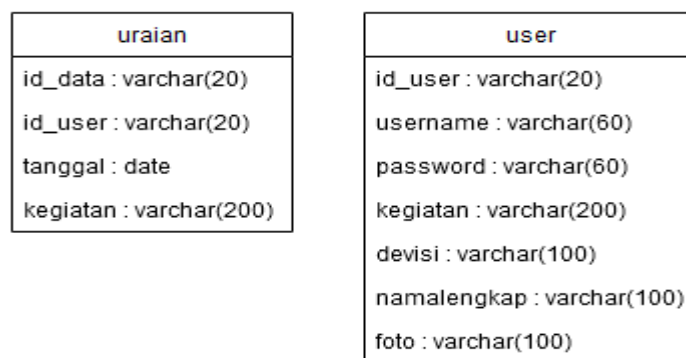 uraian
id_data : varchar(20)
id_user : varchar(20)
tanggal : date
kegiatan : varchar(200)
user
id_user : varchar(20)
username : varchar(60)
password : varchar(60)
kegiatan : varchar(200)
devisi : varchar(100)
namalengkap : varchar(100)
foto : varchar(100)